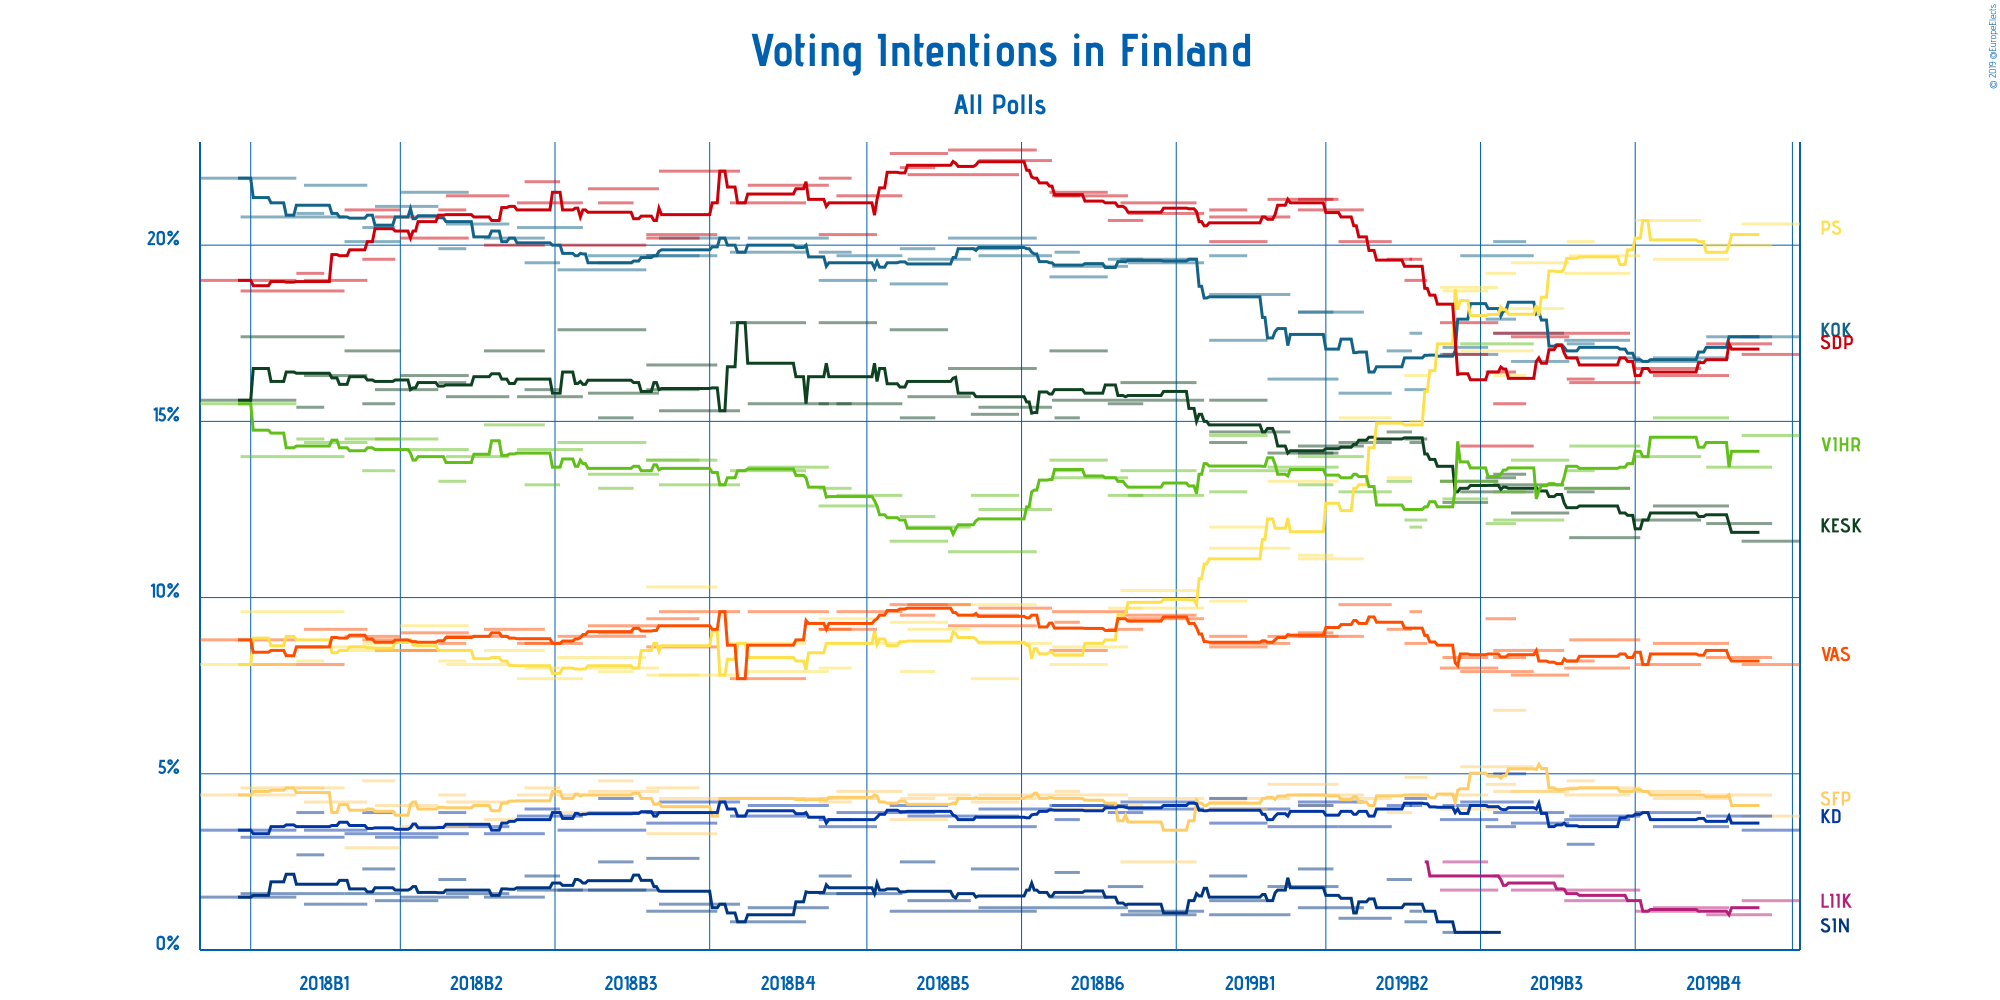 Voting Intentions in Finland
All Polls
© 2019 @EuropeElects
20%
15%
10%
5%
0%
PS
KOK
SDP
VIHR
KESK
VAS
SFP
KD
LIIK
SIN
2018B1 2018B2 2018B3 2018B4 2018B5 2018B6 2019B1 2019B2 2019B3 2019B4